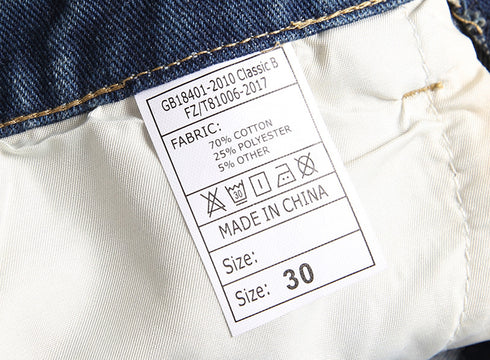 GB18401-2010 Classic B
FZ/T81006-2017
FABRIC:
70% COTTON
25% POLYESTER
5% OTHER
30
MADE IN CHINA
Size:
Size: 30